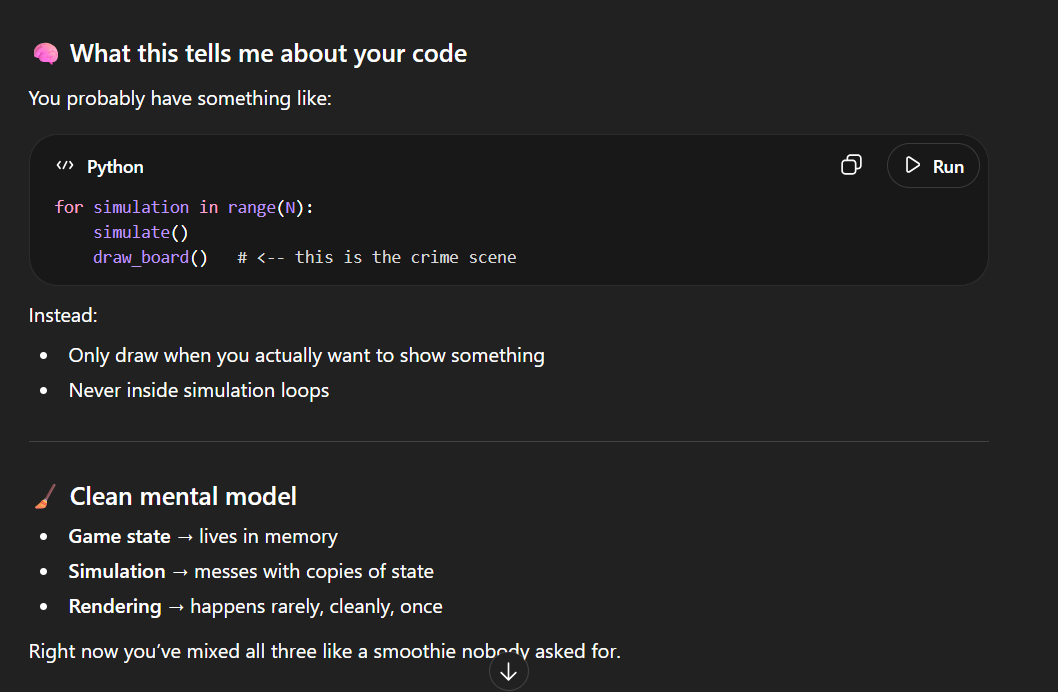 🧠 What this tells me about your code
You probably have something like:
</> Python
Run
for simulation in range(N):
    simulate()
    draw_board()   # <-- this is the crime scene
Instead:
• Only draw when you actually want to show something
• Never inside simulation loops
🧹 Clean mental model
• Game state → lives in memory
• Simulation → messes with copies of state
• Rendering → happens rarely, cleanly, once
Right now you’ve mixed all three like a smoothie nobody asked for.